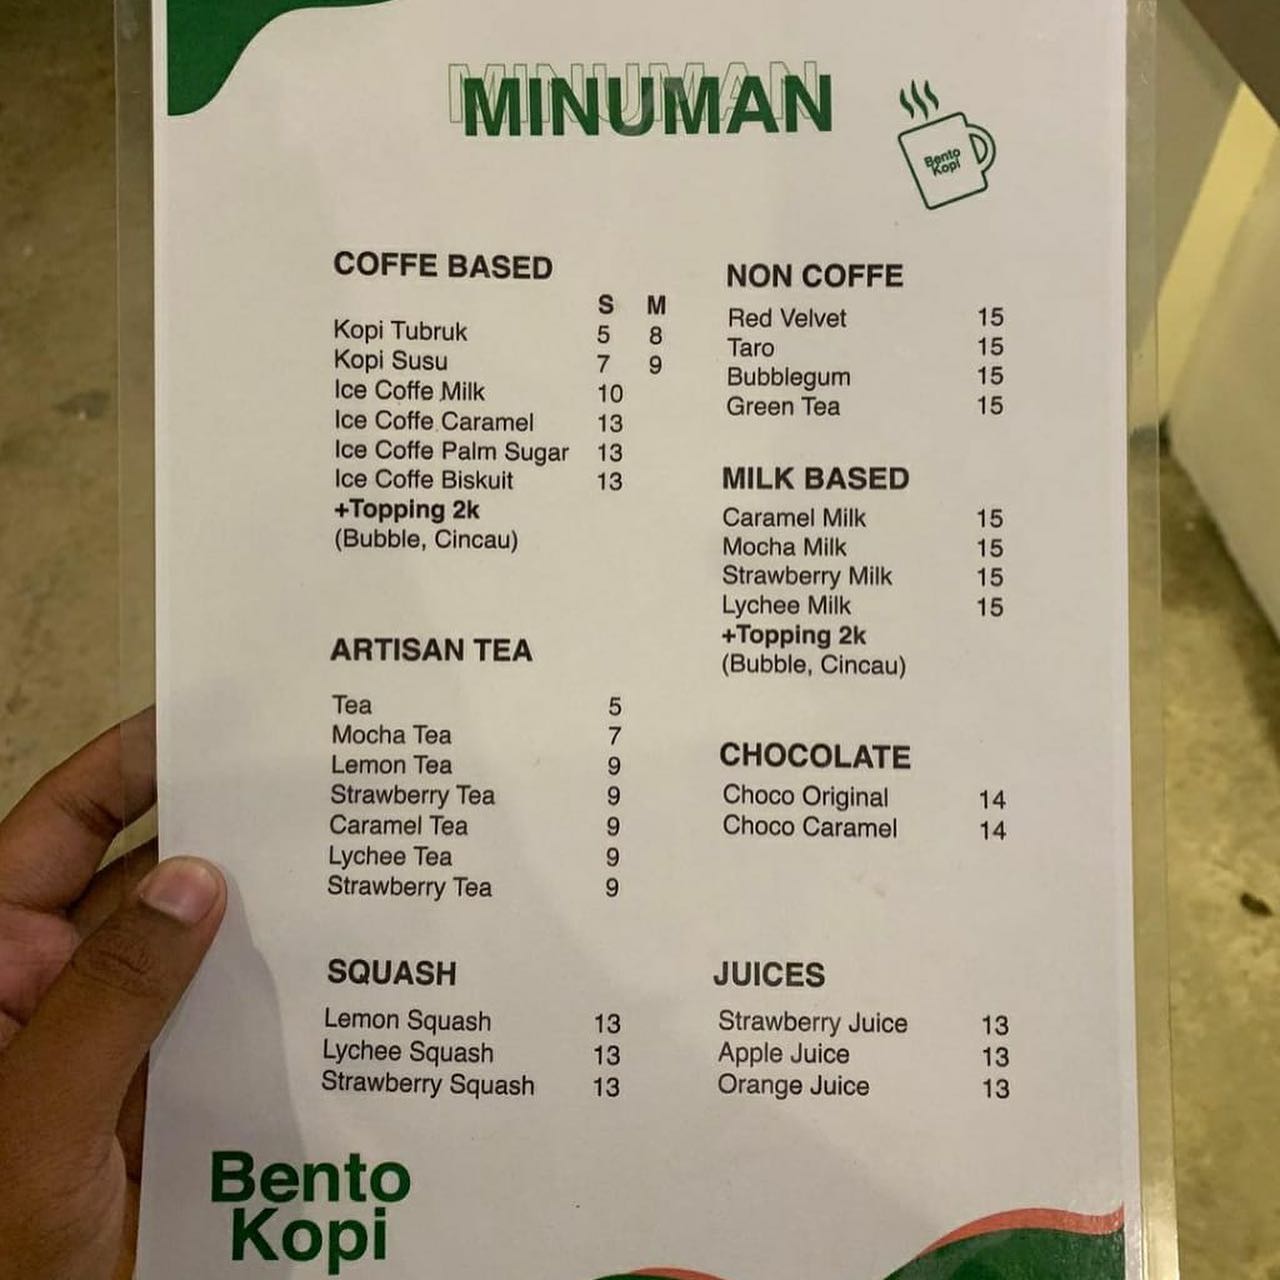 MINUMAN
Bento
Kopi
COFFE BASED
S M
Kopi Tubruk 5 8
Kopi Susu 7 9
Ice Coffe Milk 10
Ice Coffe Caramel 13
Ice Coffe Palm Sugar 13
Ice Coffe Biskuit 13
+Topping 2k
(Bubble, Cincau)
ARTISAN TEA
Tea 5
Mocha Tea 7
Lemon Tea 9
Strawberry Tea 9
Caramel Tea 9
Lychee Tea 9
Strawberry Tea 9
SQUASH
Lemon Squash 13
Lychee Squash 13
Strawberry Squash 13
NON COFFE
Red Velvet 15
Taro 15
Bubblegum 15
Green Tea 15
MILK BASED
Caramel Milk 15
Mocha Milk 15
Strawberry Milk 15
Lychee Milk 15
+Topping 2k
(Bubble, Cincau)
CHOCOLATE
Choco Original 14
Choco Caramel 14
JUICES
Strawberry Juice 13
Apple Juice 13
Orange Juice 13
Bento
Kopi